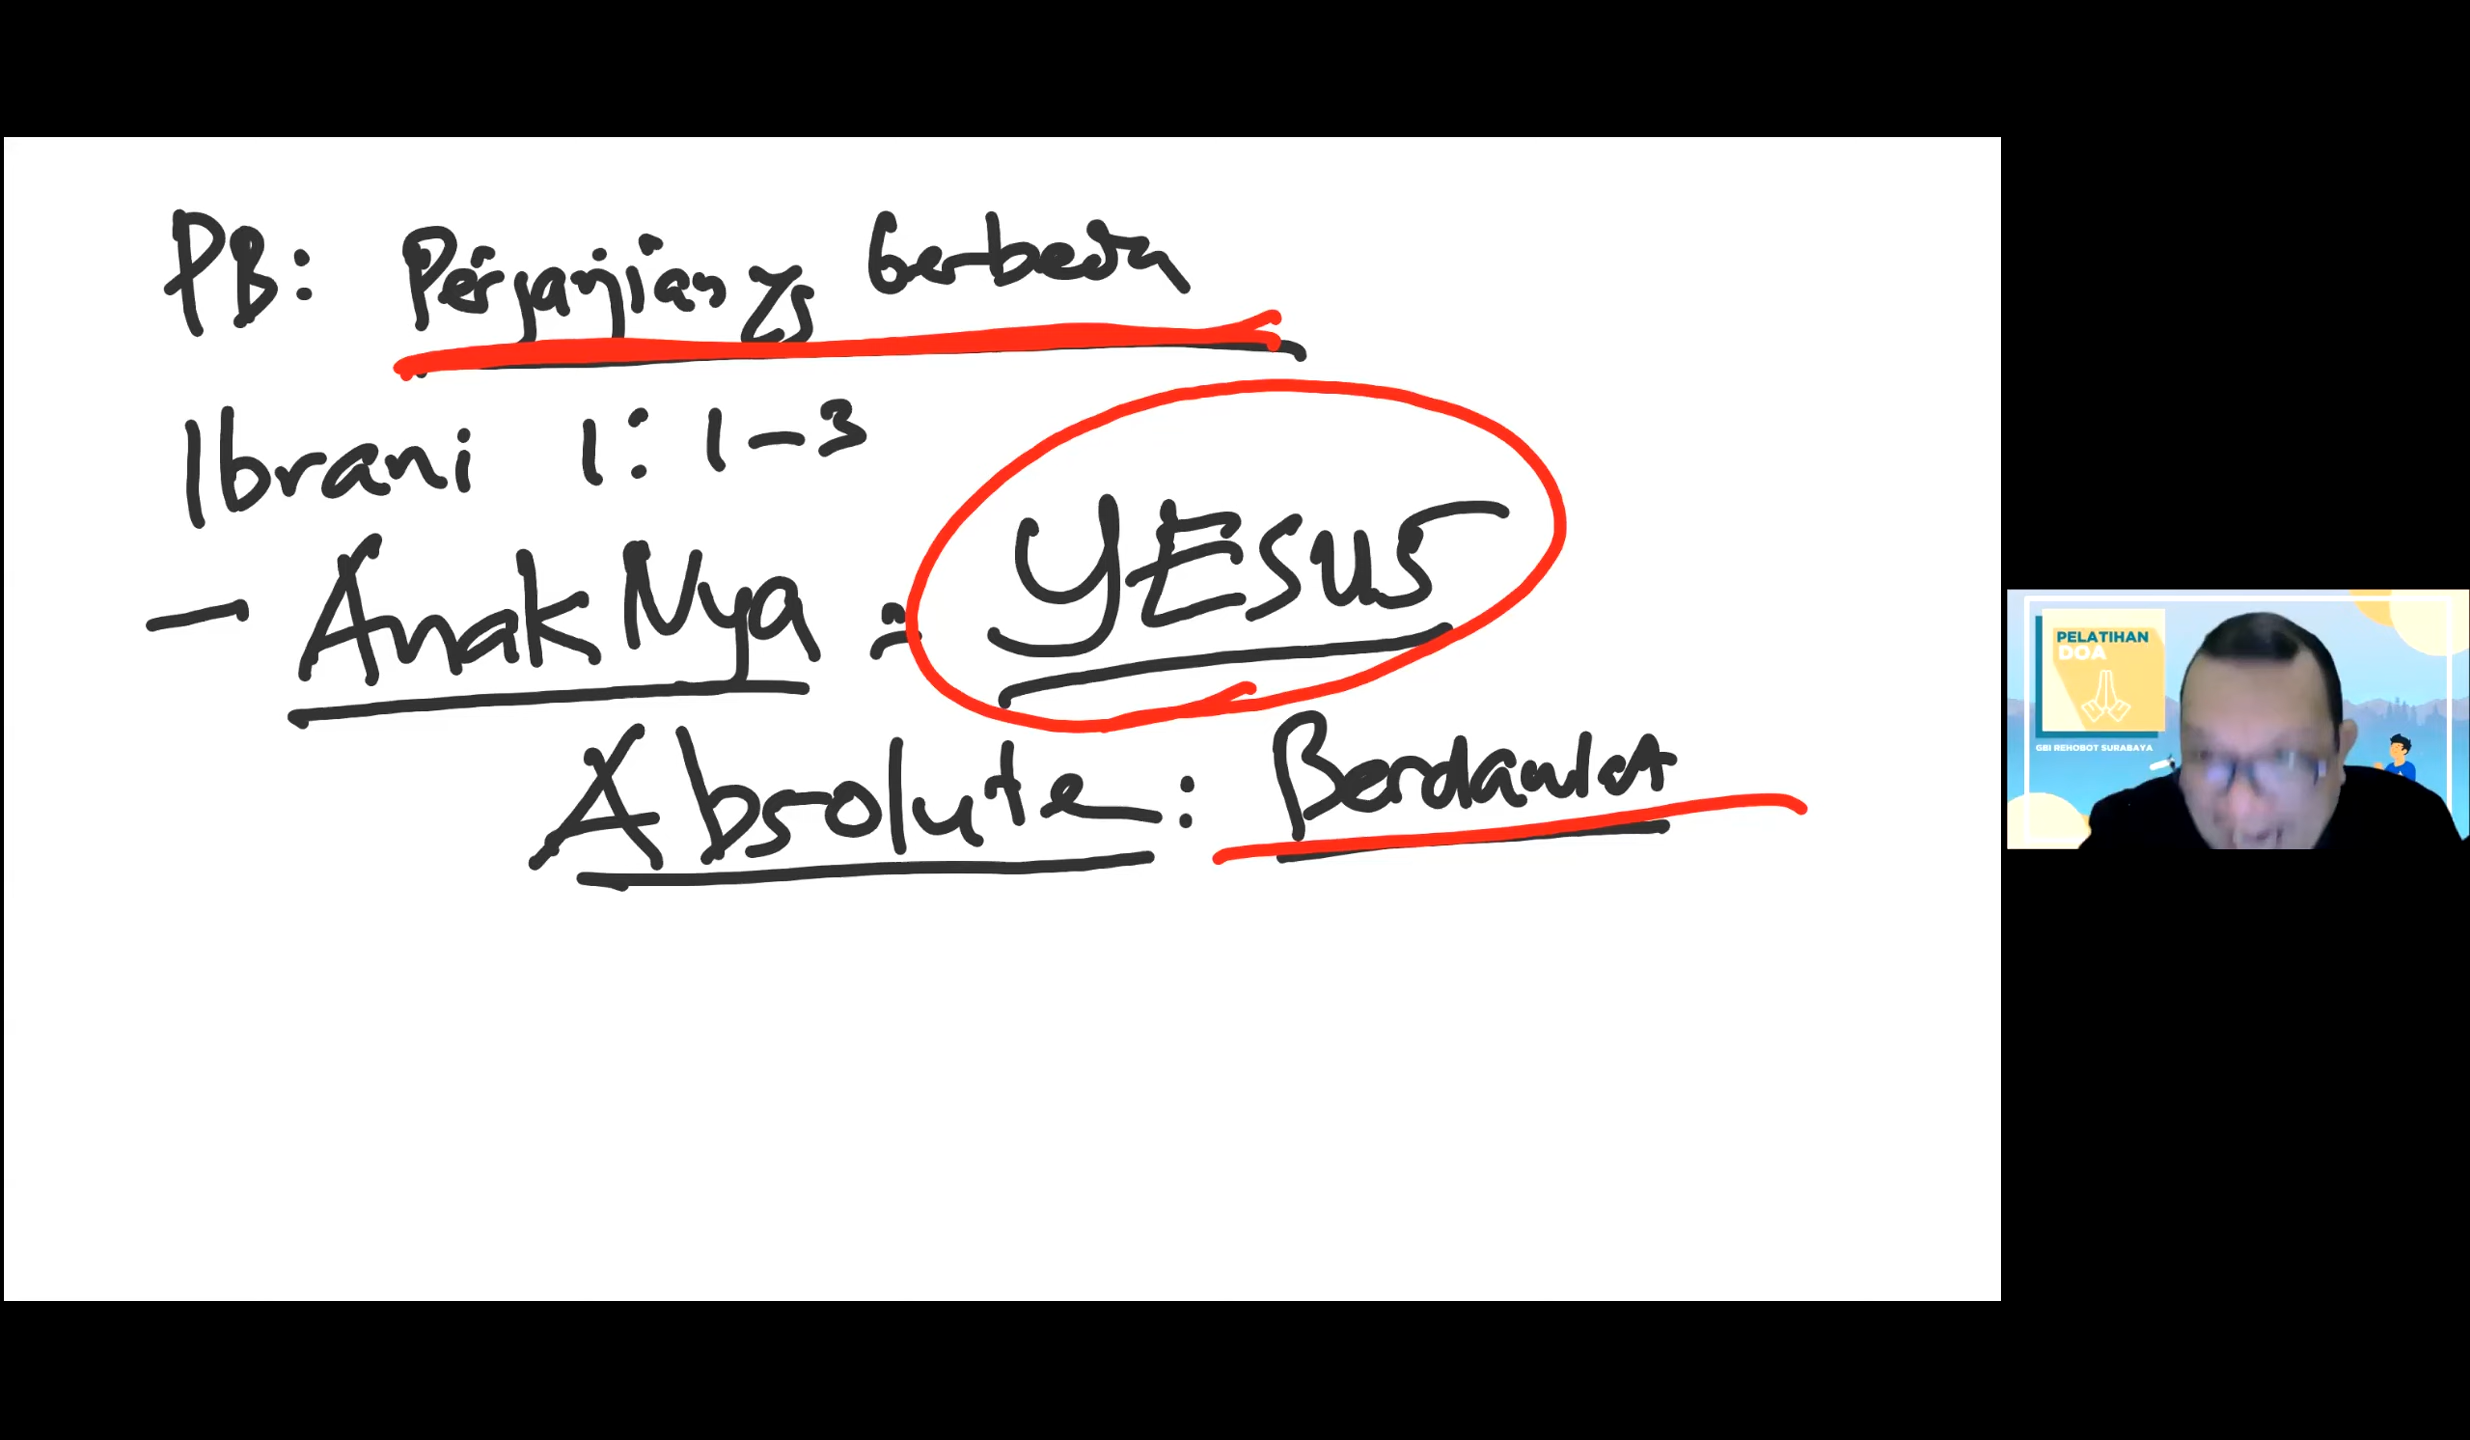 PB: Perjanjian yg berbeda
Ibrani 1:1-3
- AnakNya = YESUS
Absolute: Berdaulat
PELATIHAN
DOA
GBI REHOBOT SURABAYA